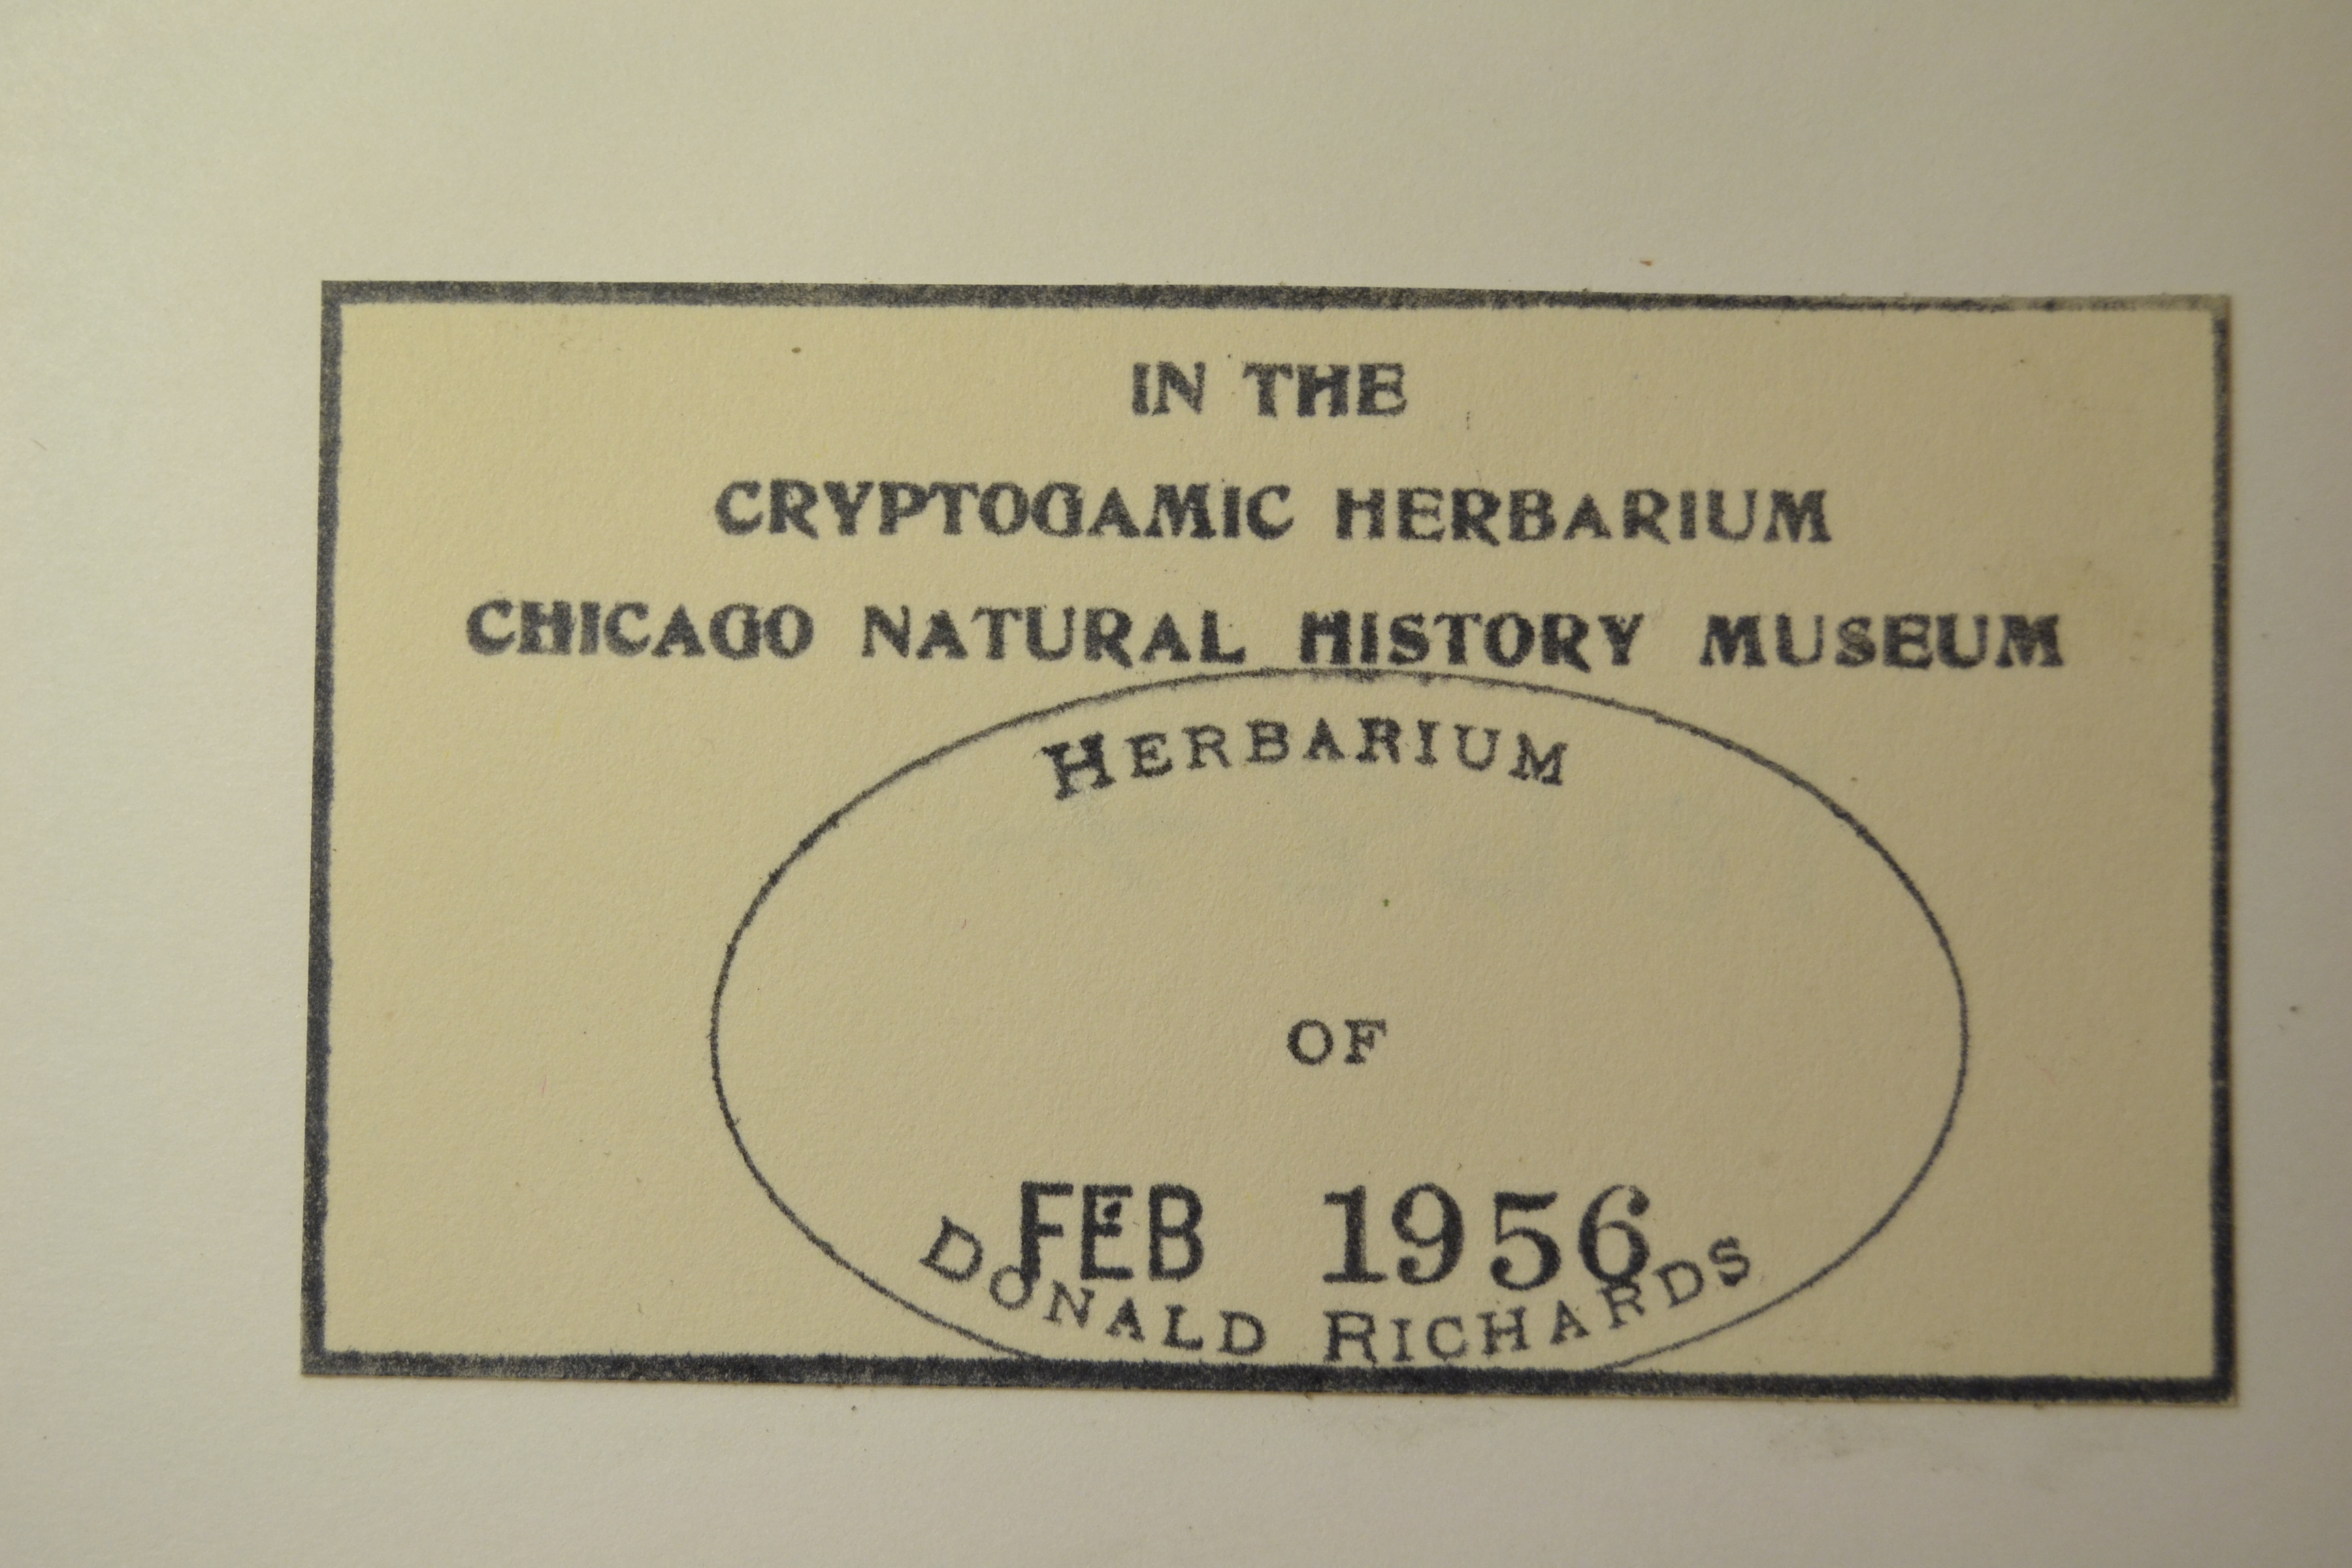 IN THE
CRYPTOGAMIC HERBARIUM
CHICAGO NATURAL HISTORY MUSEUM
HERBARIUM
OF
FEB 1956
DONALD RICHARDS